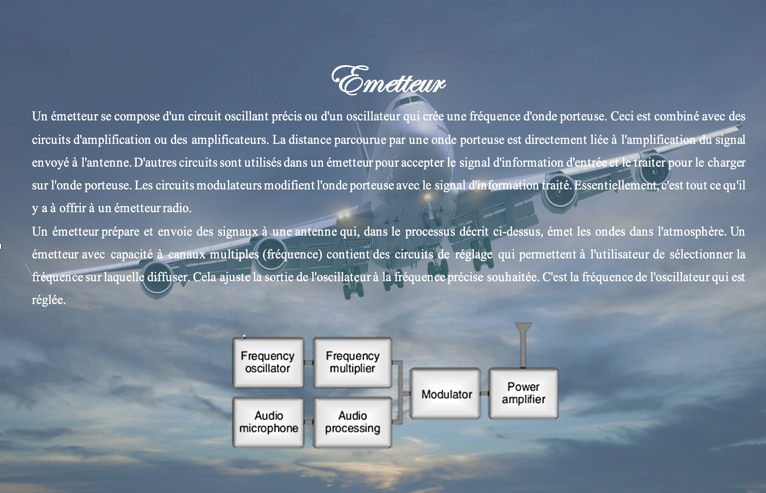 Emetteur
Un émetteur se compose d'un circuit oscillant précis ou d'un oscillateur qui crée une fréquence d'onde porteuse. Ceci est combiné avec des
circuits d'amplification ou des amplificateurs. La distance parcourue par une onde porteuse est directement liée à l'amplification du signal
envoyé à l'antenne. D'autres circuits sont utilisés dans un émetteur pour accepter le signal d'information d'entrée et le traiter pour le charger
sur l'onde porteuse. Les circuits modulateurs modifient l'onde porteuse avec le signal d'information traité. Essentiellement, c'est tout ce qu'il
y a à offrir à un émetteur radio.
Un émetteur prépare et envoie des signaux à une antenne qui, dans le processus décrit ci-dessus, émet les ondes dans l'atmosphère. Un
émetteur avec capacité à canaux multiples (fréquence) contient des circuits de réglage qui permettent à l'utilisateur de sélectionner la
fréquence sur laquelle diffuser. Cela ajuste la sortie de l'oscillateur à la fréquence précise souhaitée. C'est la fréquence de l'oscillateur qui est
réglée.
Frequency
oscillator
Frequency
multiplier
Modulator
Power
amplifier
Audio
microphone
Audio
processing